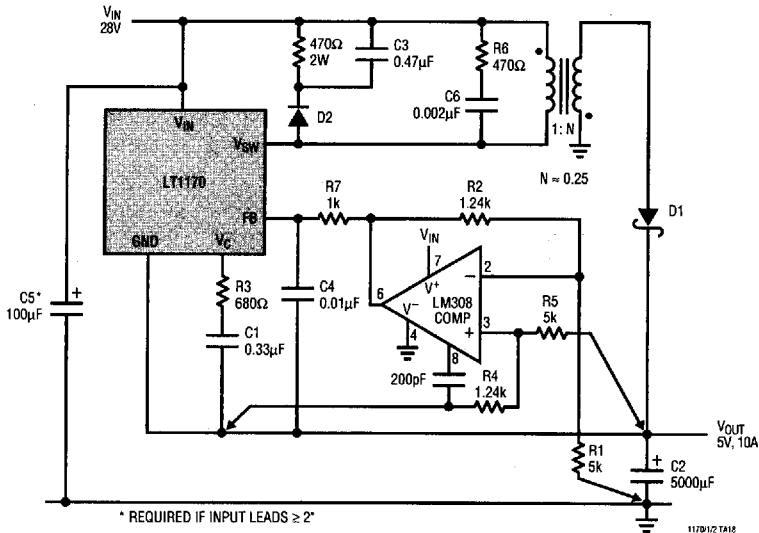 VIN
28V
470Ω
2W
C3
0.47µF
R6
470Ω
C6
0.002µF
D2
1: N
N ≈ 0.25
VIN
VSW
LT1170
FB
GND
VC
R7
1k
R2
1.24k
D1
VIN
7
V+
6
2
−
LM308
COMP
V−
4
+
3
8
R5
5k
C5*
100µF
+
R3
680Ω
C1
0.33µF
C4
0.01µF
200pF
R4
1.24k
VOUT
5V, 10A
R1
5k
+
C2
5000µF
* REQUIRED IF INPUT LEADS ≥ 2"
1170/1/2 TA18